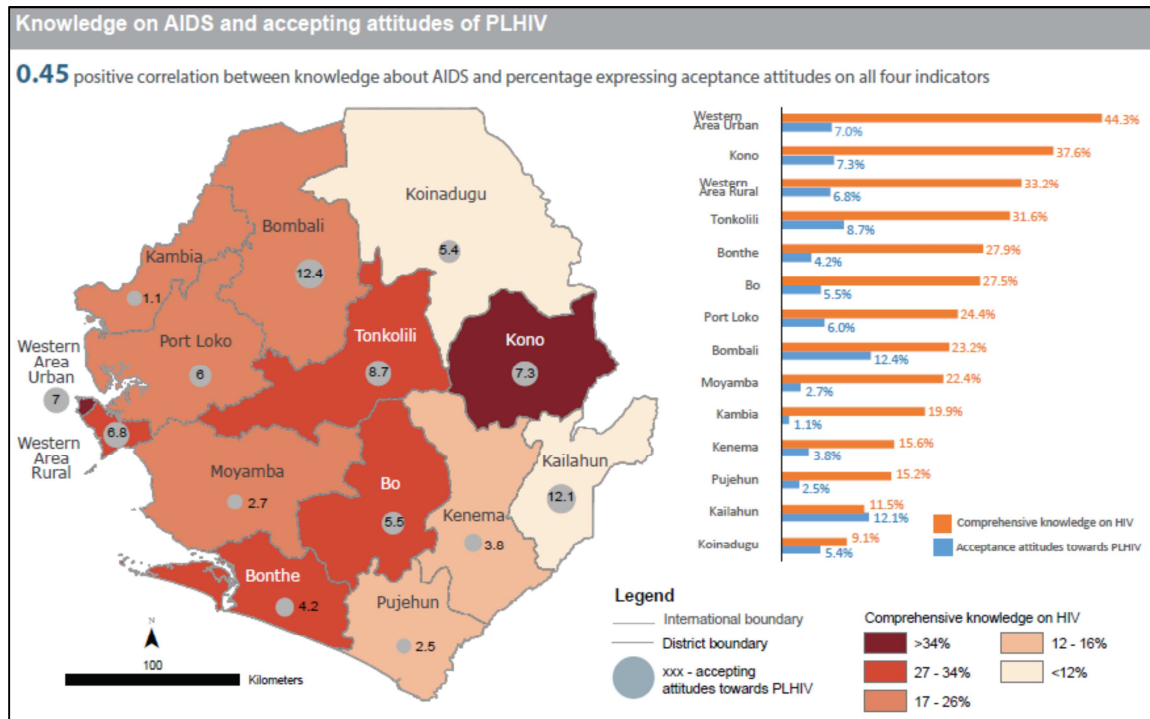 Knowledge on AIDS and accepting attitudes of PLHIV
0.45 positive correlation between knowledge about AIDS and percentage expressing aceptance attitudes on all four indicators
Koinadugu
5.4
Bombali
12.4
Kambia
1.1
Port Loko
6
Tonkolili
8.7
Kono
7.3
Western
Area
Urban
7
6.8
Western
Area
Rural
Moyamba
2.7
Bo
5.5
Kailahun
12.1
Kenema
3.8
Bonthe
4.2
Pujehun
2.5
N
100
Kilometers
Western
Area Urban
44.3%
7.0%
Kono
37.6%
7.3%
Western
Area Rural
33.2%
6.8%
Tonkolili
31.6%
8.7%
Bonthe
27.9%
4.2%
Bo
27.5%
5.5%
Port Loko
24.4%
6.0%
Bombali
23.2%
12.4%
Moyamba
22.4%
2.7%
Kambia
19.9%
1.1%
Kenema
15.6%
3.8%
Pujehun
15.2%
2.5%
Kailahun
11.5%
12.1%
Koinadugu
9.1%
5.4%
Comprehensive knowledge on HIV
Acceptance attitudes towards PLHIV
Legend
International boundary
District boundary
xxx - accepting
attitudes towards PLHIV
Comprehensive knowledge on HIV
>34%
27 - 34%
17 - 26%
12 - 16%
<12%